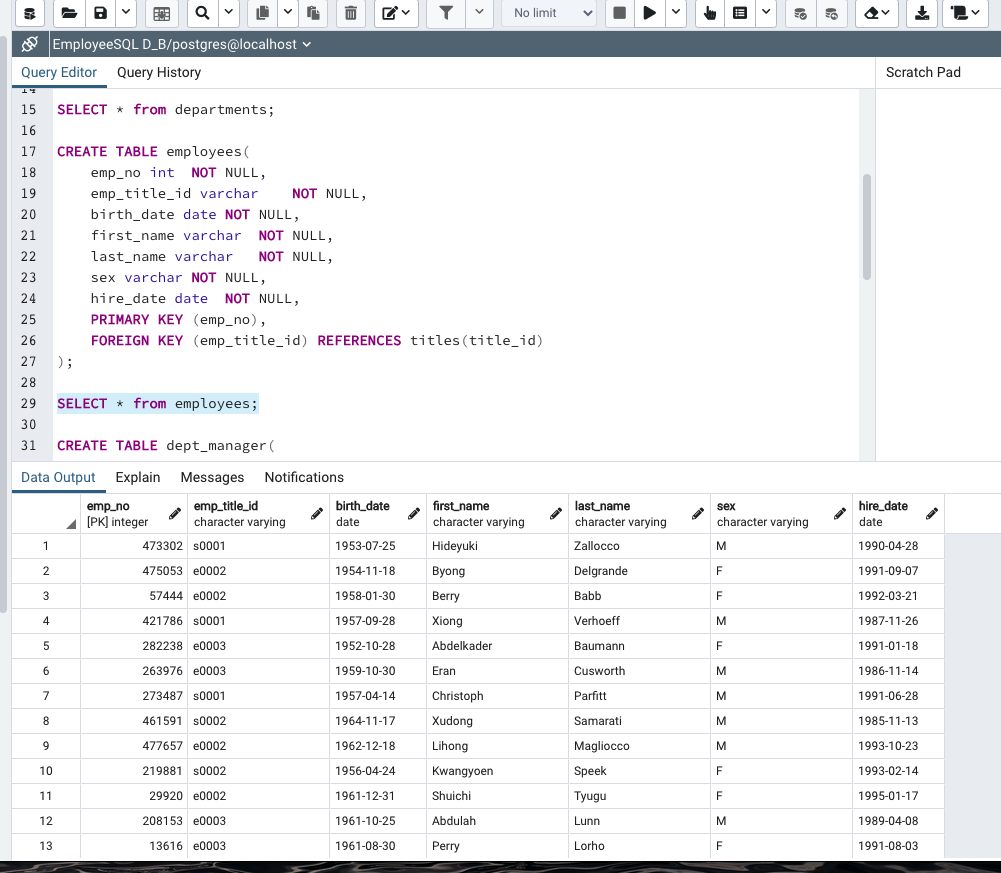 No limit
EmployeeSQL D_B/postgres@localhost
Query Editor Query History Scratch Pad
14
15 SELECT * from departments;
16
17 CREATE TABLE employees(
18 emp_no int NOT NULL,
19 emp_title_id varchar NOT NULL,
20 birth_date date NOT NULL,
21 first_name varchar NOT NULL,
22 last_name varchar NOT NULL,
23 sex varchar NOT NULL,
24 hire_date date NOT NULL,
25 PRIMARY KEY (emp_no),
26 FOREIGN KEY (emp_title_id) REFERENCES titles(title_id)
27 );
28
29 SELECT * from employees;
30
31 CREATE TABLE dept_manager(
Data Output Explain Messages Notifications
emp_no emp_title_id birth_date first_name last_name sex hire_date
[PK] integer character varying date character varying character varying character varying date
1 473302 s0001 1953-07-25 Hideyuki Zallocco M 1990-04-28
2 475053 e0002 1954-11-18 Byong Delgrande F 1991-09-07
3 57444 e0002 1958-01-30 Berry Babb F 1992-03-21
4 421786 s0001 1957-09-28 Xiong Verhoeff M 1987-11-26
5 282238 e0003 1952-10-28 Abdelkader Baumann F 1991-01-18
6 263976 e0003 1959-10-30 Eran Cusworth M 1986-11-14
7 273487 s0001 1957-04-14 Christoph Parfitt M 1991-06-28
8 461591 s0002 1964-11-17 Xudong Samarati M 1985-11-13
9 477657 e0002 1962-12-18 Lihong Magliocco M 1993-10-23
10 219881 s0002 1956-04-24 Kwangyoen Speek F 1993-02-14
11 29920 e0002 1961-12-31 Shuichi Tyugu F 1995-01-17
12 208153 e0003 1961-10-25 Abdulah Lunn M 1989-04-08
13 13616 e0003 1961-08-30 Perry Lorho F 1991-08-03